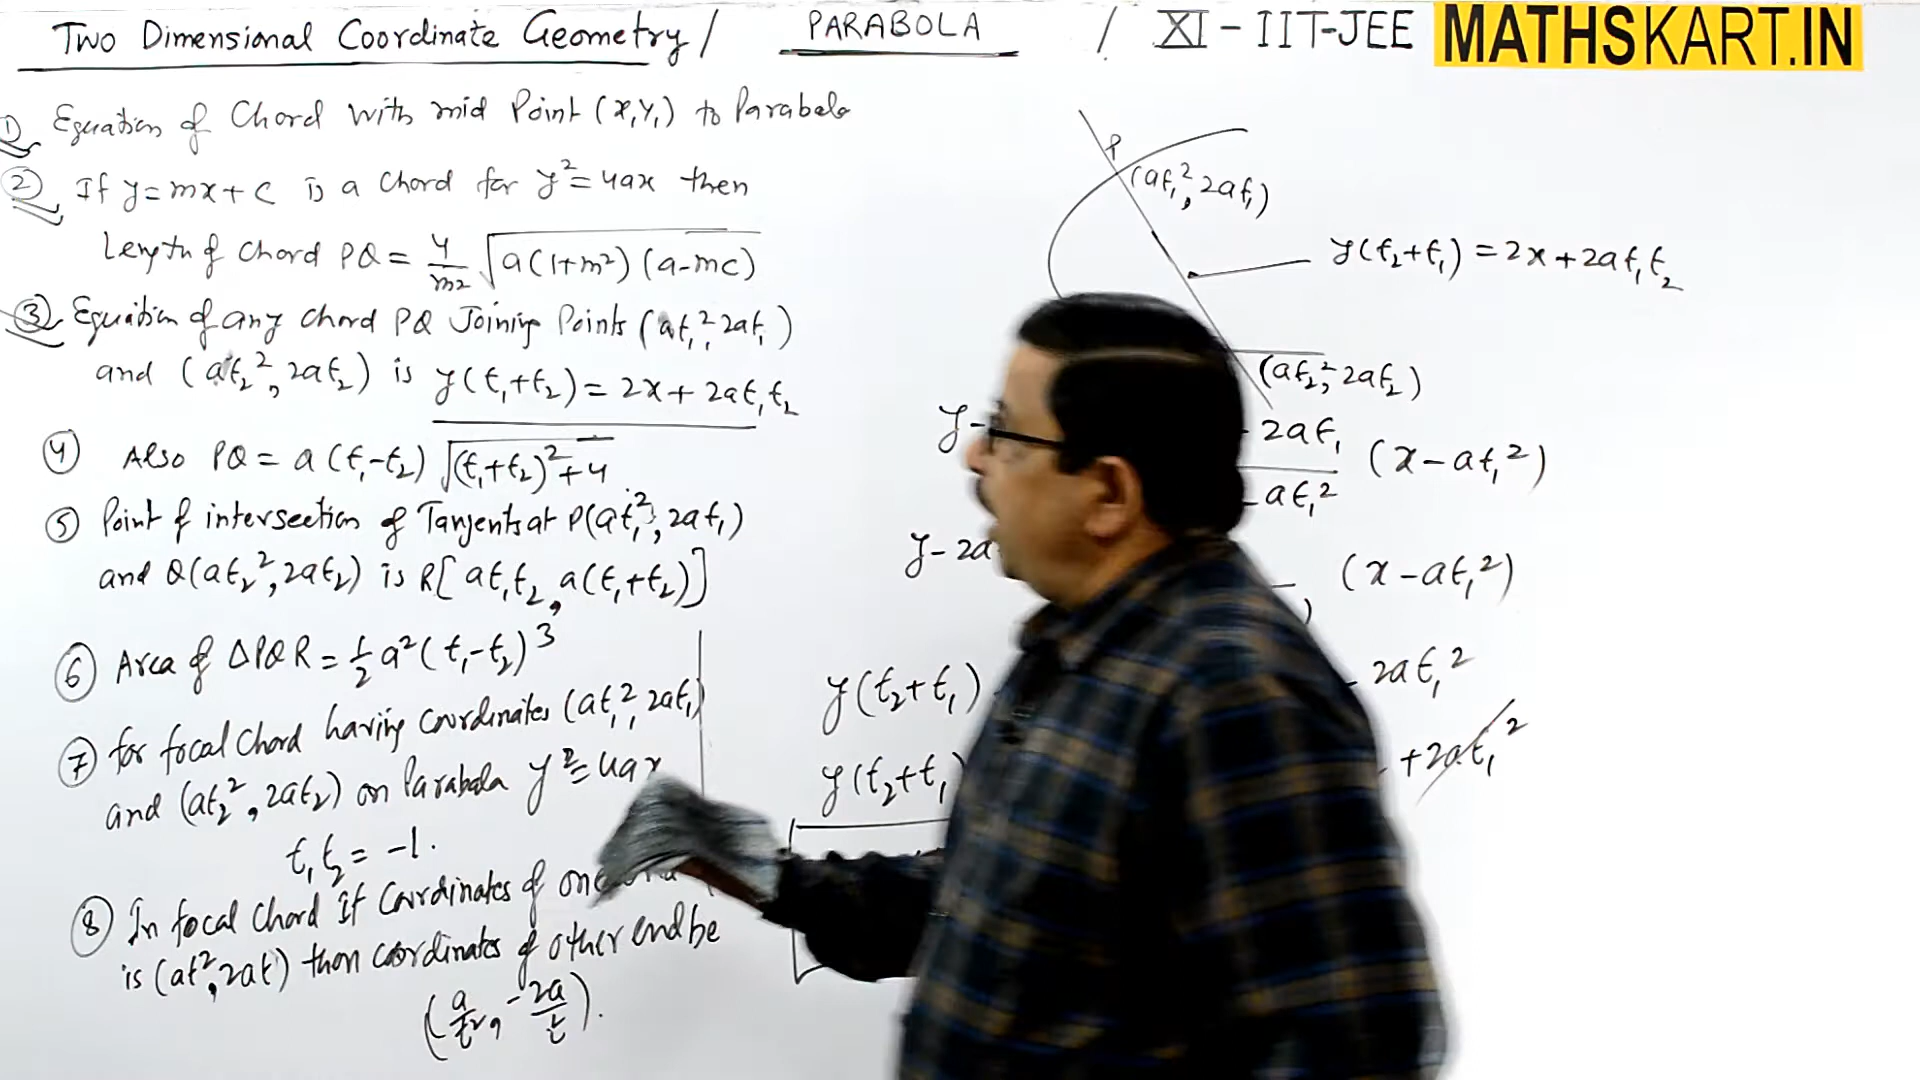 Two Dimensional Coordinate Geometry / PARABOLA / XI - IIT-JEE MATHSKART.IN
① Equation of Chord with mid Point (x₁y₁) to Parabola
② If y=mx+c is a chord for y²=4ax then
Length of chord PQ = 4/m² √(a(1+m²)(a-mc))
③ Equation of any chord PQ Joining Points (at₁², 2at₁)
and (at₂², 2at₂) is y(t₁+t₂) = 2x + 2at₁t₂
④ Also PQ = a(t₁-t₂) √((t₁+t₂)²+4)
⑤ Point of intersection of Tangents at P(at₁², 2at₁)
and Q(at₂², 2at₂) is R[at₁t₂, a(t₁+t₂)]
⑥ Area of ΔPQR = 1/2 a²(t₁-t₂)³
⑦ for focal chord having coordinates (at₁², 2at₁)
and (at₂², 2at₂) on Parabola y²=4ax
t₁t₂ = -1.
⑧ In focal chord If coordinates of one
is (at², 2at) then coordinates of other end be
(a/t², -2a/t).
P
(at₁², 2at₁)
y(t₂+t₁) = 2x + 2at₁t₂
(at₂², 2at₂)
y- 2at₁ (x-at₁²)
- at₁²
y-2a (x-at₁²)
y(t₂+t₁) - 2at₁²
y(t₂+t₁) +2at₁²